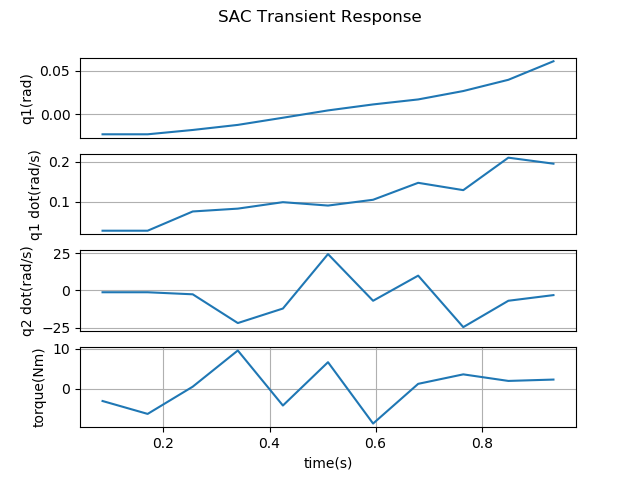 SAC Transient Response
0.05
0.00
q1(rad)
0.2
0.1
q1 dot(rad/s)
25
0
−25
q2 dot(rad/s)
10
0
torque(Nm)
0.2 0.4 0.6 0.8
time(s)